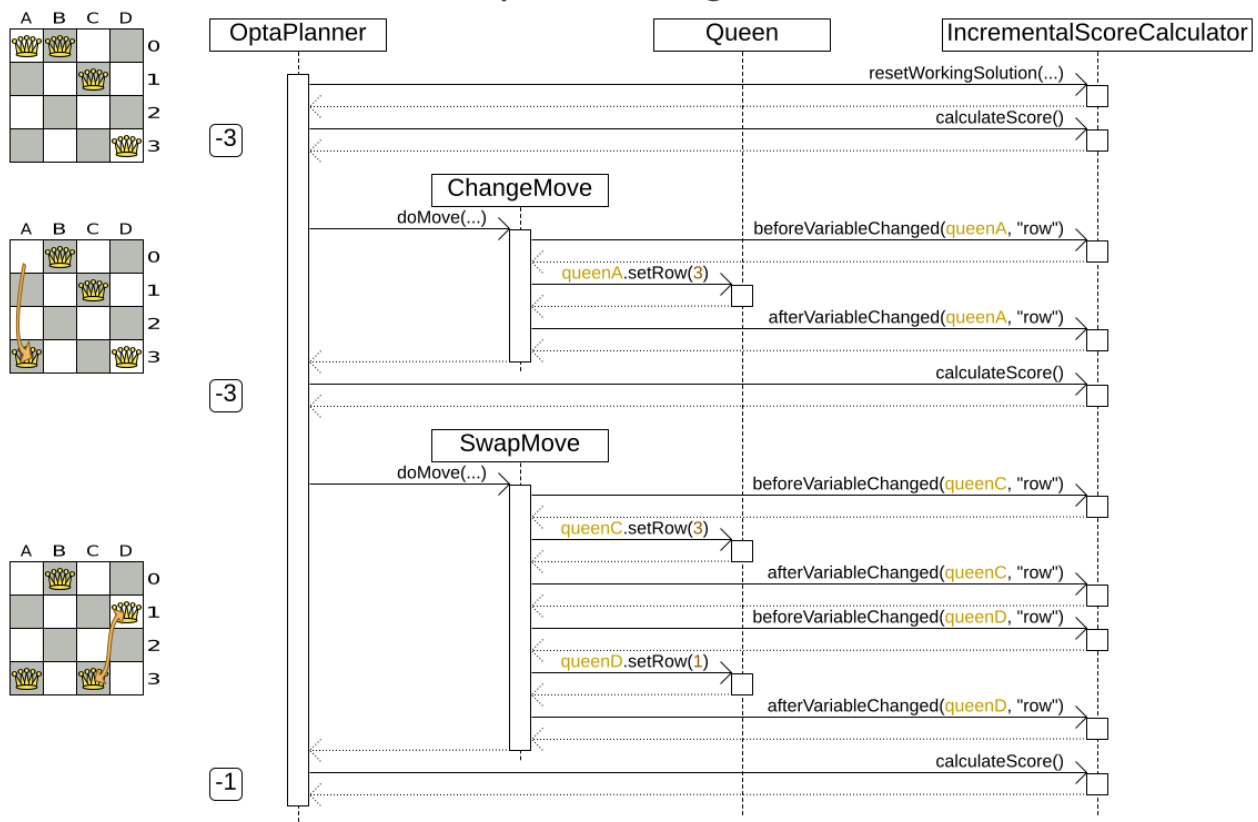 A B C D
0
1
2
3
OptaPlanner
Queen
IncrementalScoreCalculator
resetWorkingSolution(...)
calculateScore()
-3
ChangeMove
doMove(...)
A B C D
0
1
2
3
beforeVariableChanged(queenA, "row")
queenA.setRow(3)
afterVariableChanged(queenA, "row")
calculateScore()
-3
SwapMove
doMove(...)
beforeVariableChanged(queenC, "row")
queenC.setRow(3)
A B C D
0
1
2
3
afterVariableChanged(queenC, "row")
beforeVariableChanged(queenD, "row")
queenD.setRow(1)
afterVariableChanged(queenD, "row")
calculateScore()
-1